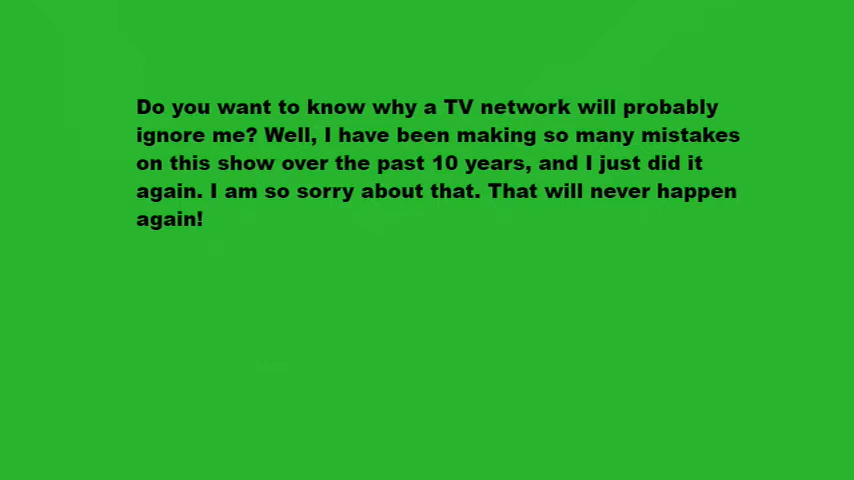 Do you want to know why a TV network will probably
ignore me? Well, I have been making so many mistakes
on this show over the past 10 years, and I just did it
again. I am so sorry about that. That will never happen
again!